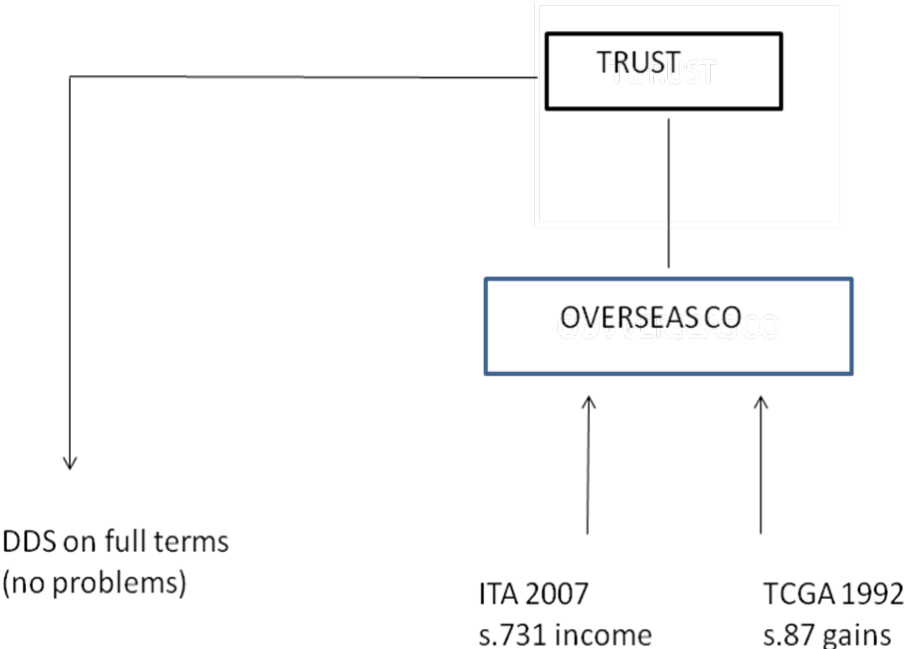 TRUST
OVERSEAS CO
DDS on full terms
(no problems)
ITA 2007
s.731 income
TCGA 1992
s.87 gains